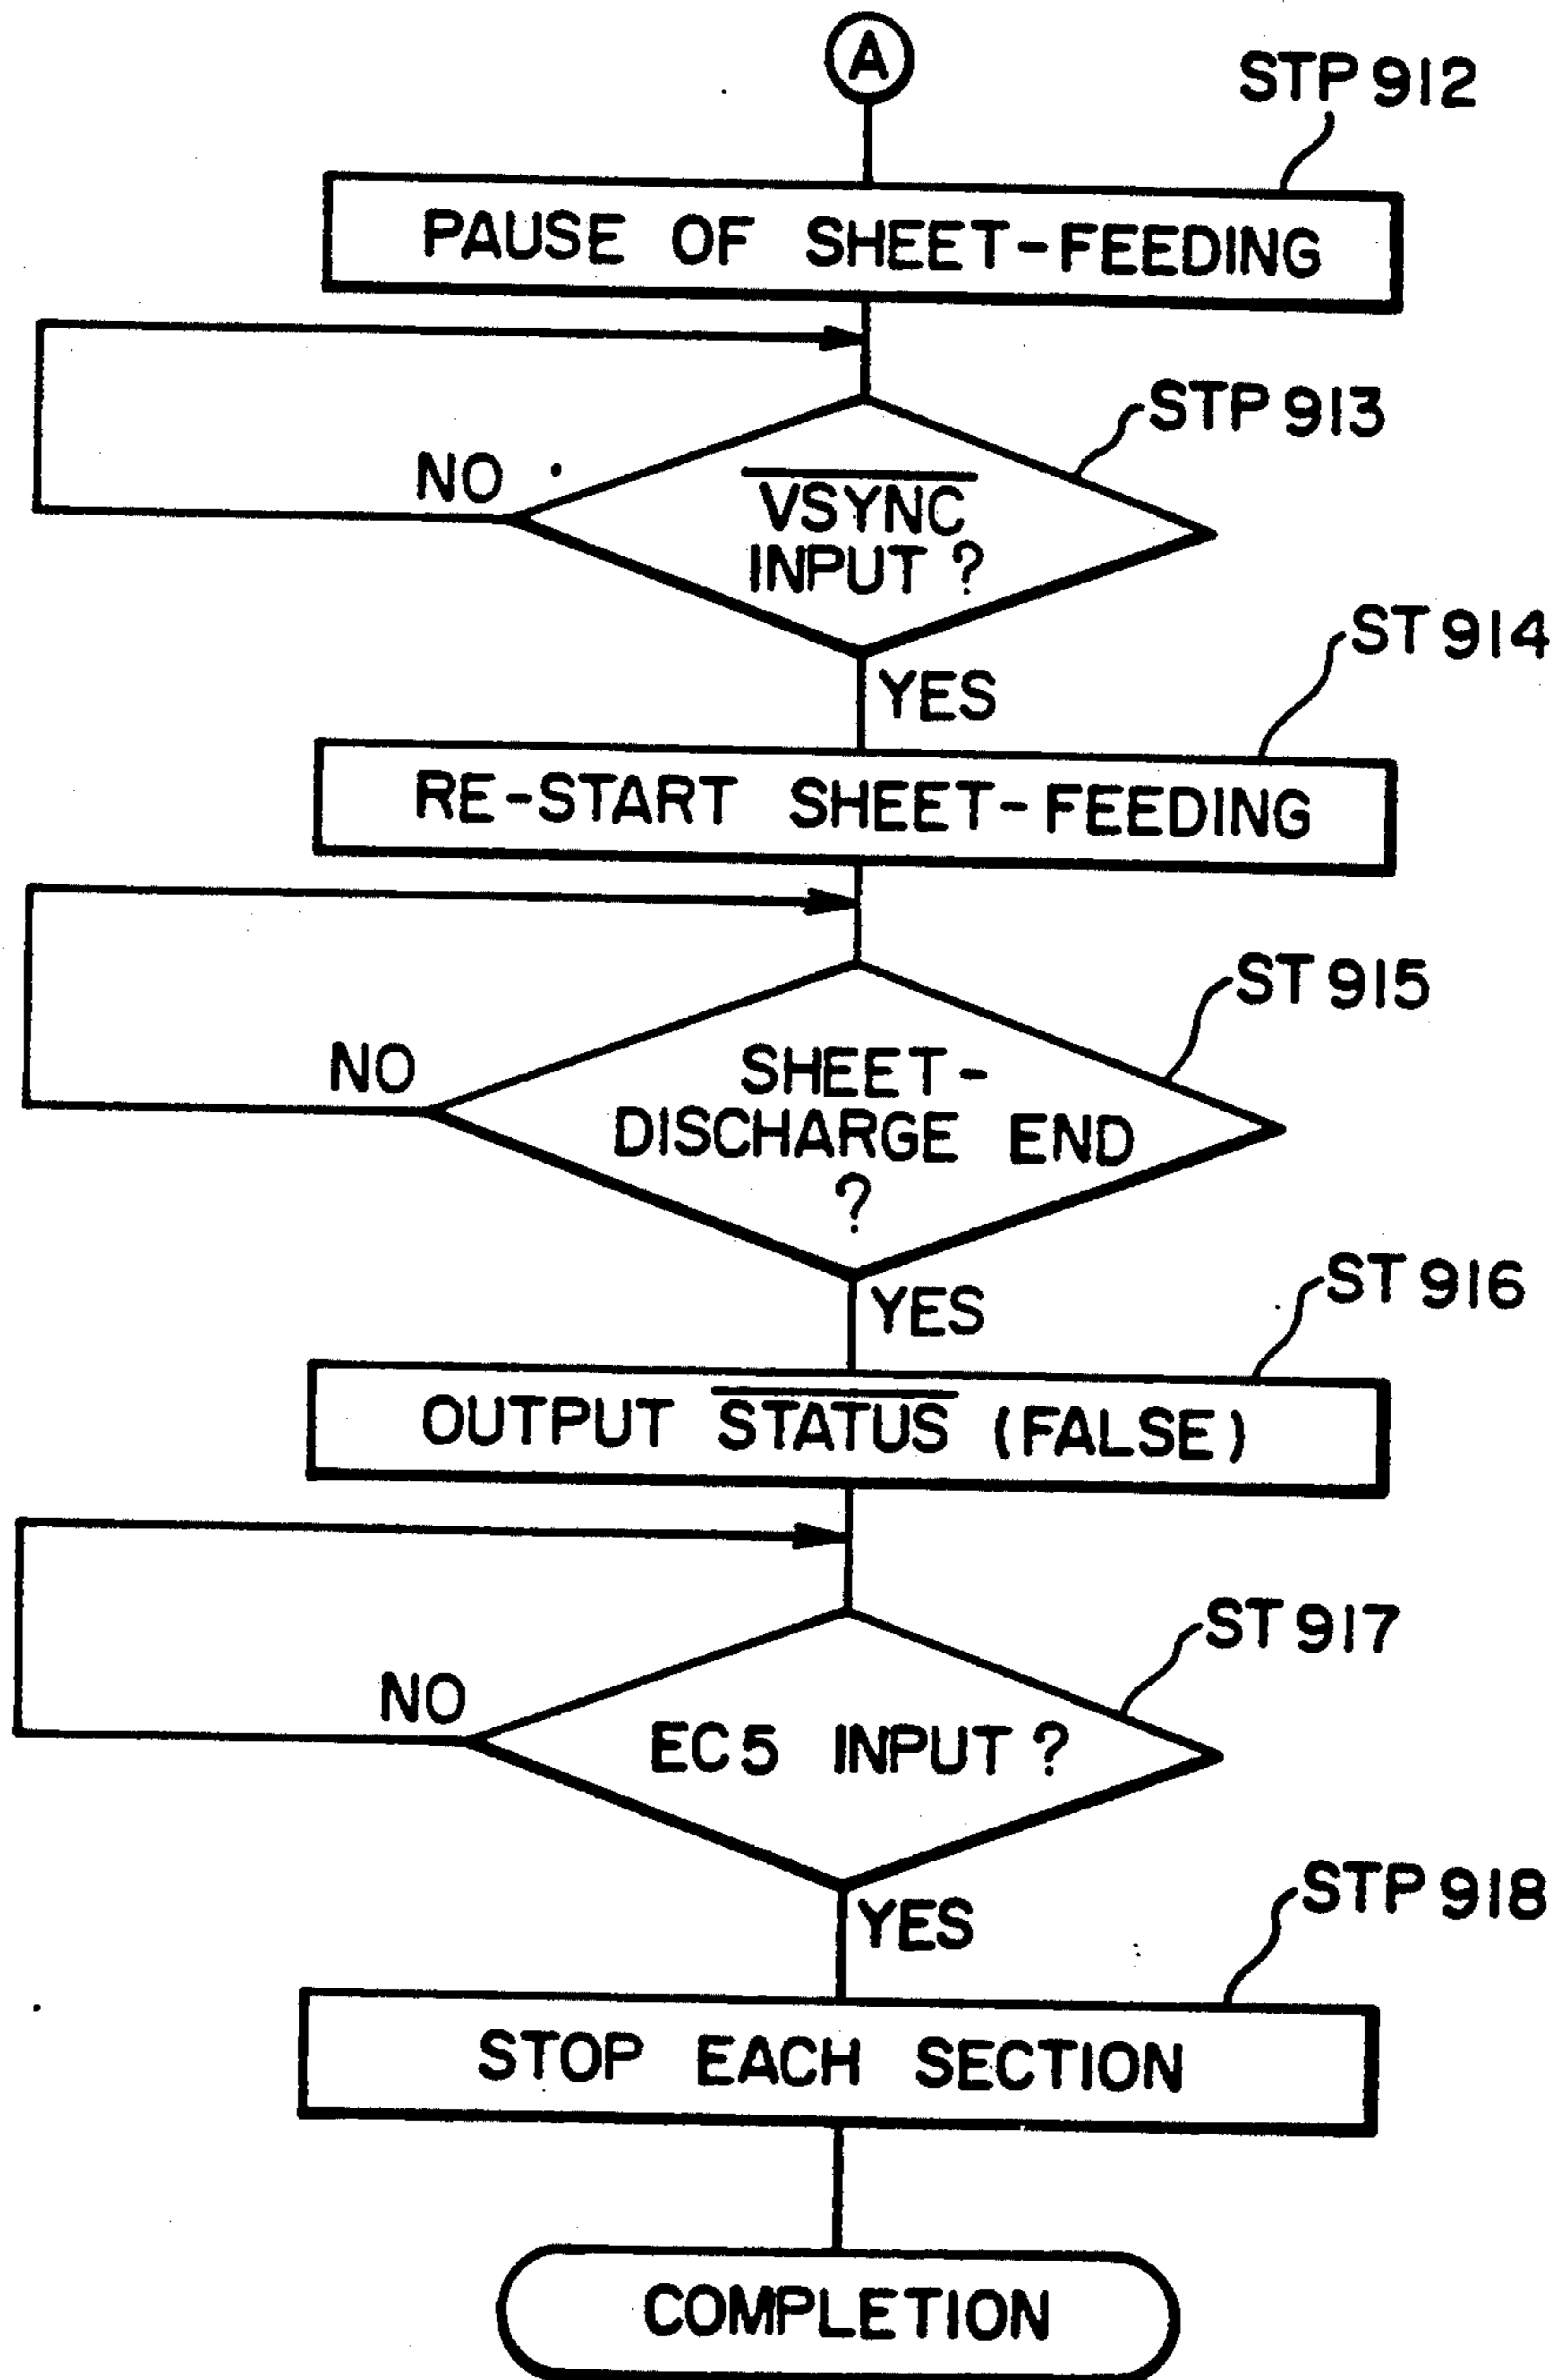 A
STP 912
PAUSE OF SHEET-FEEDING
STP 913
NO
VSYNC
INPUT ?
ST 914
YES
RE-START SHEET-FEEDING
ST 915
NO
SHEET-
DISCHARGE END
?
ST 916
YES
OUTPUT STATUS (FALSE)
ST 917
NO
EC5 INPUT ?
STP 918
YES
STOP EACH SECTION
COMPLETION